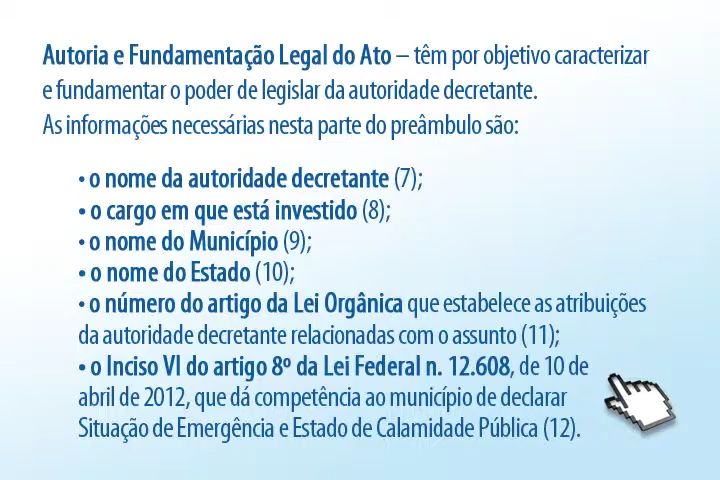 Autoria e Fundamentação Legal do Ato – têm por objetivo caracterizar
e fundamentar o poder de legislar da autoridade decretante.
As informações necessárias nesta parte do preâmbulo são:
• o nome da autoridade decretante (7);
• o cargo em que está investido (8);
• o nome do Município (9);
• o nome do Estado (10);
• o número do artigo da Lei Orgânica que estabelece as atribuições
da autoridade decretante relacionadas com o assunto (11);
• o Inciso VI do artigo 8º da Lei Federal n. 12.608, de 10 de
abril de 2012, que dá competência ao município de declarar
Situação de Emergência e Estado de Calamidade Pública (12).